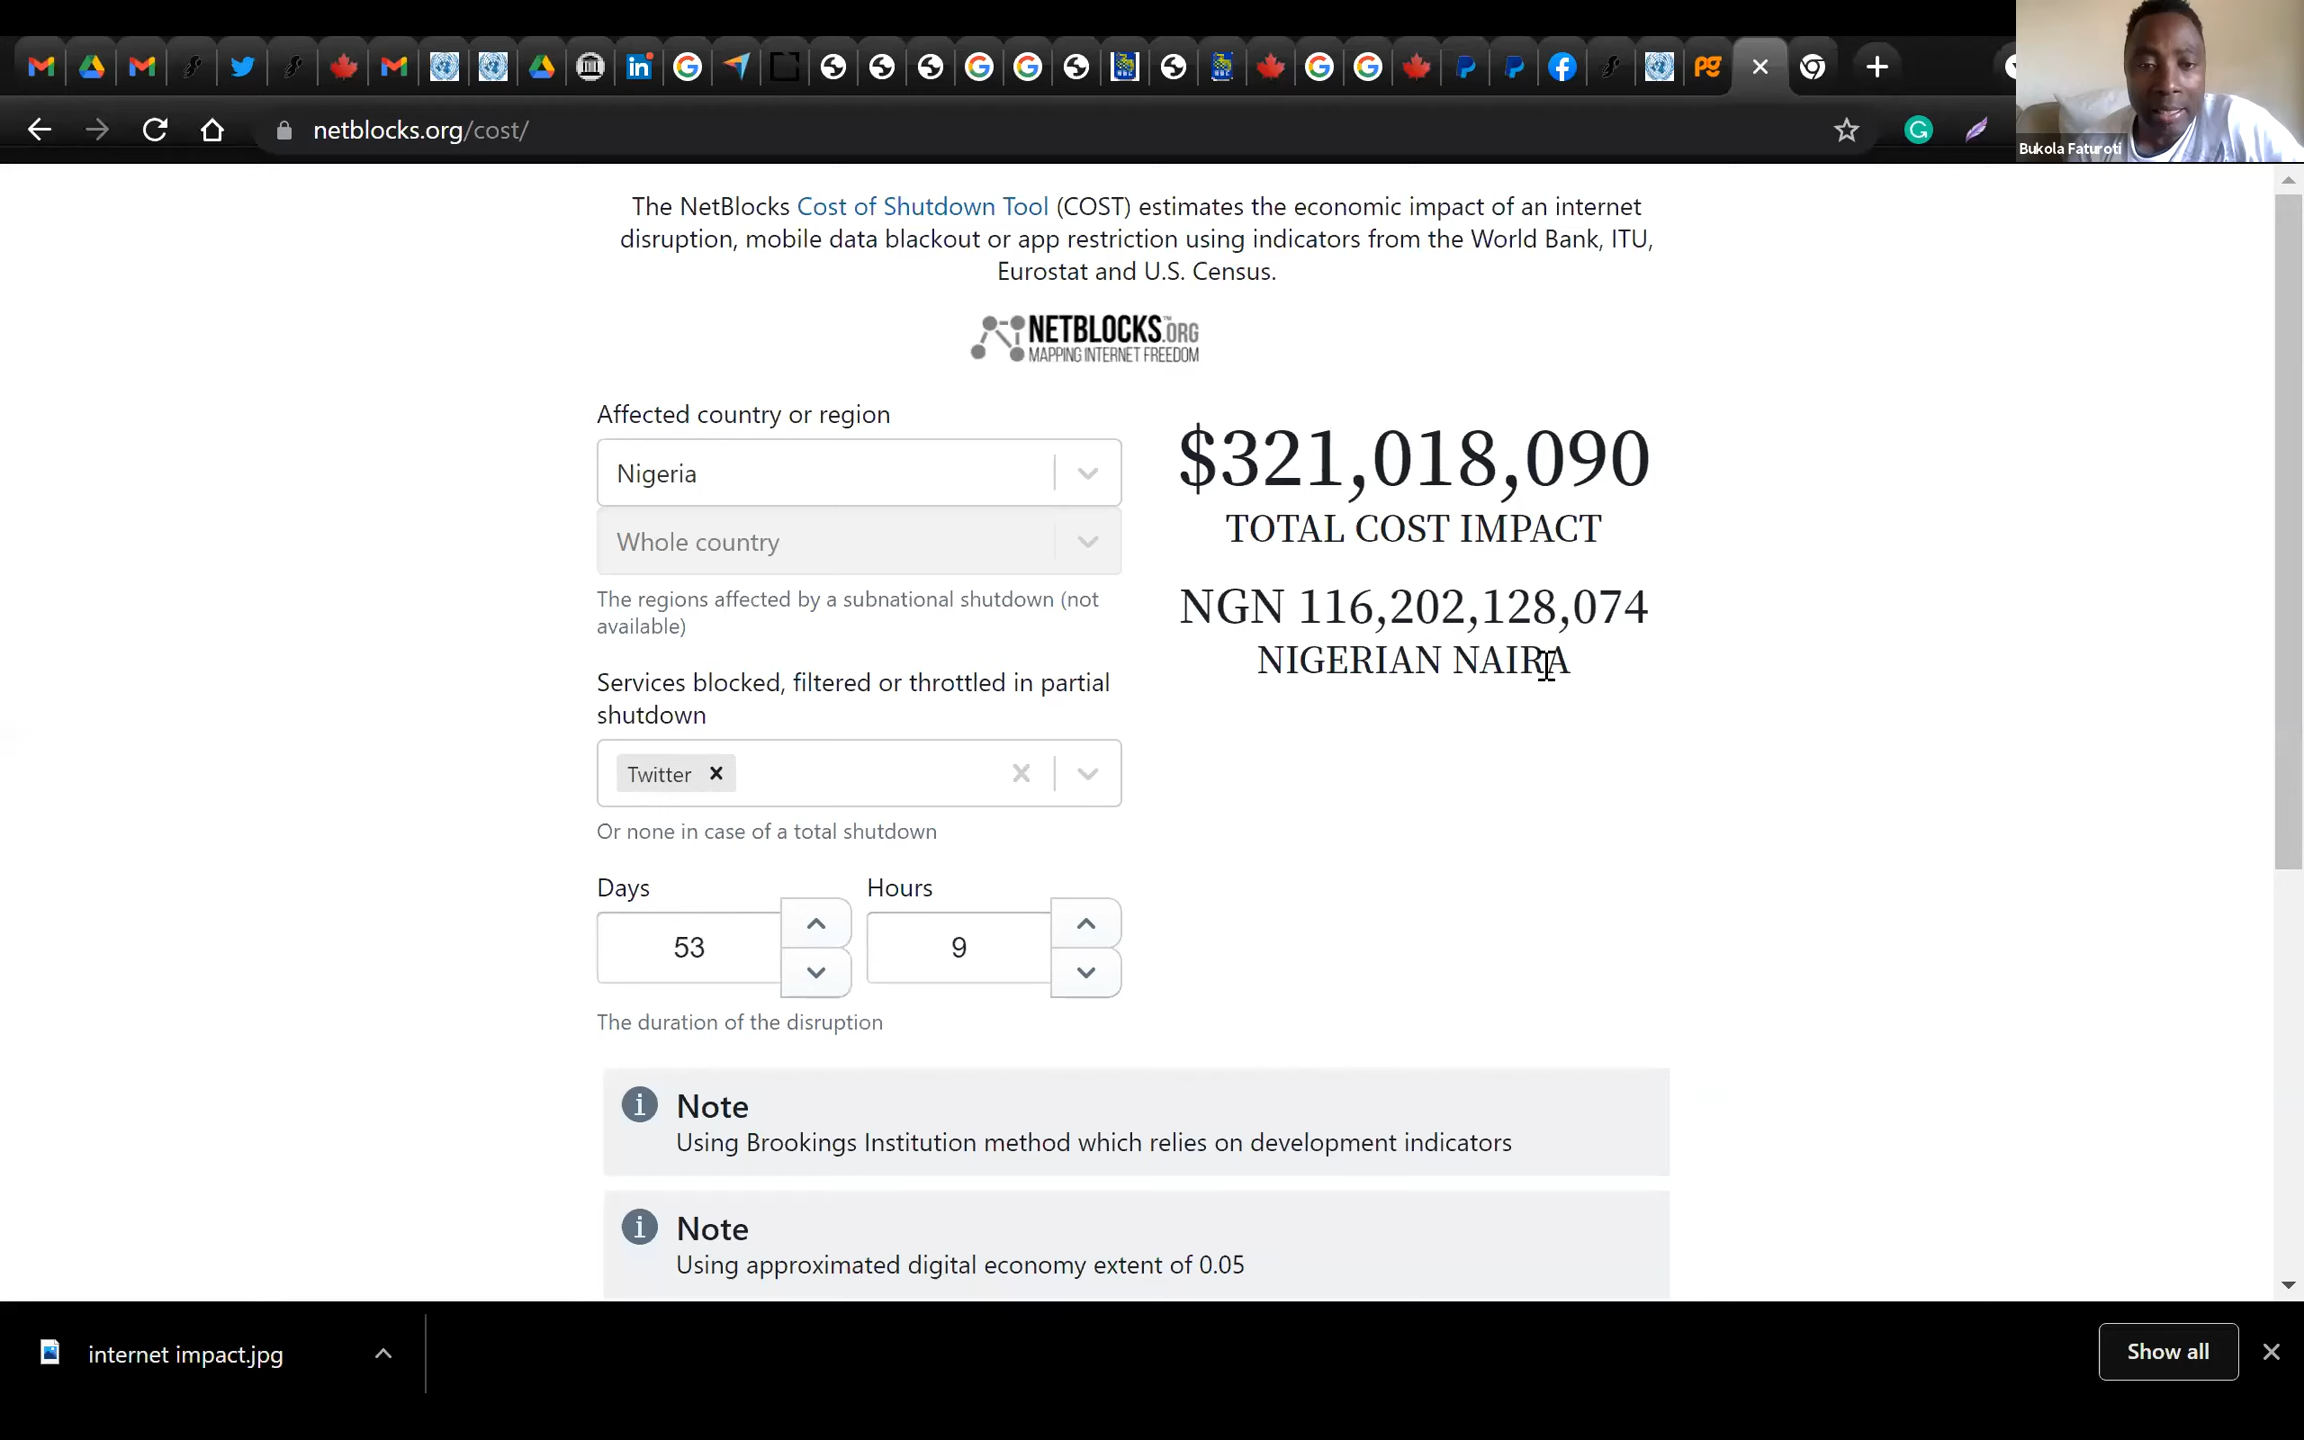 netblocks.org/cost/
Bukola Faturoti
The NetBlocks Cost of Shutdown Tool (COST) estimates the economic impact of an internet
disruption, mobile data blackout or app restriction using indicators from the World Bank, ITU,
Eurostat and U.S. Census.
NETBLOCKS.ORG
MAPPING INTERNET FREEDOM
Affected country or region
Nigeria
Whole country
The regions affected by a subnational shutdown (not
available)
Services blocked, filtered or throttled in partial
shutdown
Twitter
Or none in case of a total shutdown
Days
Hours
53
9
The duration of the disruption
$321,018,090
TOTAL COST IMPACT
NGN 116,202,128,074
NIGERIAN NAIRA
Note
Using Brookings Institution method which relies on development indicators
Note
Using approximated digital economy extent of 0.05
internet impact.jpg
Show all